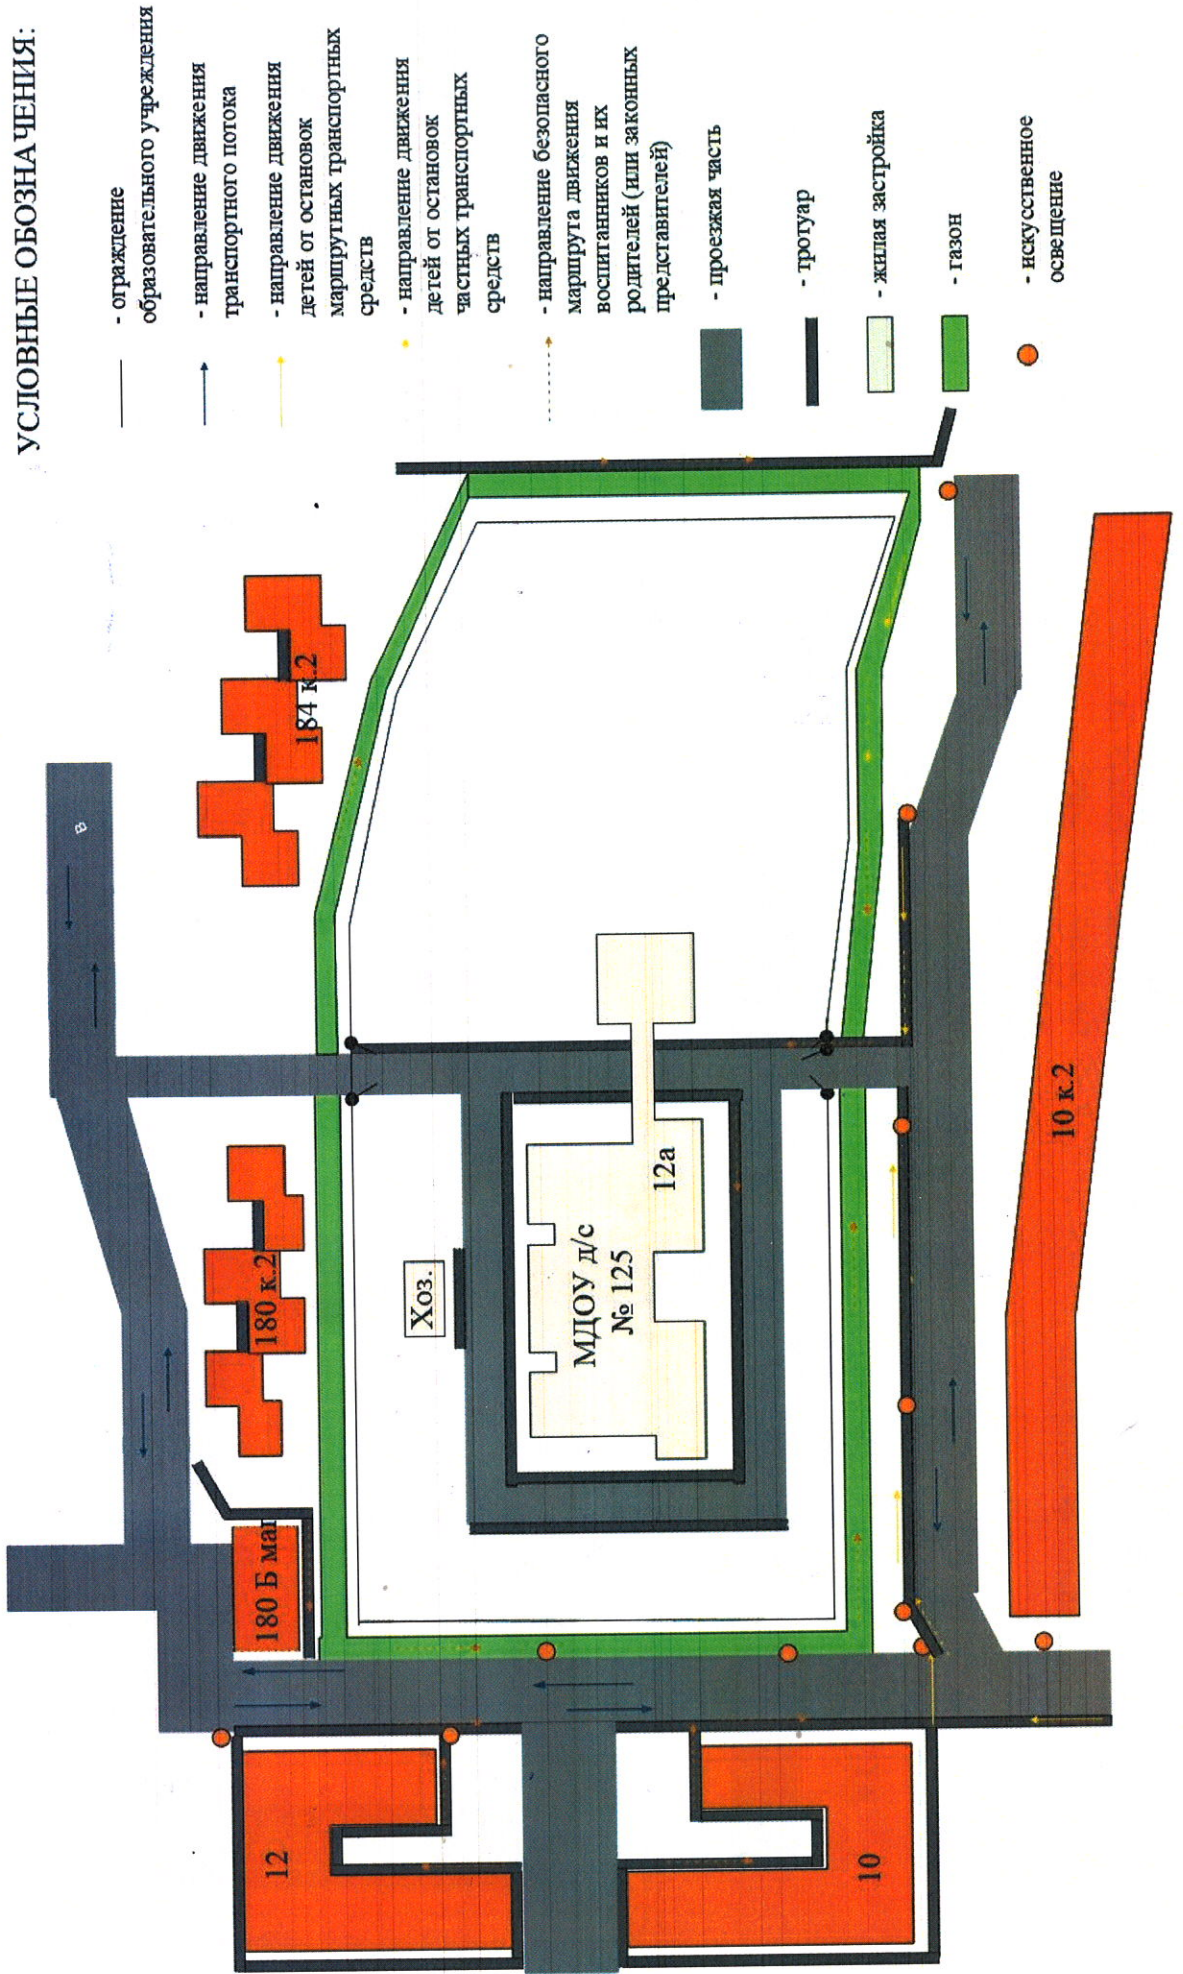 УСЛОВНЫЕ ОБОЗНАЧЕНИЯ:
- ограждение
образовательного учреждения
- направление движения
транспортного потока
- направление движения
детей от остановок
маршрутных транспортных
средств
- направление движения
детей от остановок
частных транспортных
средств
- направление безопасного
маршрута движения
воспитанников и их
родителей (или законных
представителей)
- проезжая часть
- тротуар
- жилая застройка
- газон
- искусственное
освещение
184 к.2
180 к.2
180 Б маг
Хоз.
МДОУ д/с
№ 125
12а
10 к.2
12
10
в